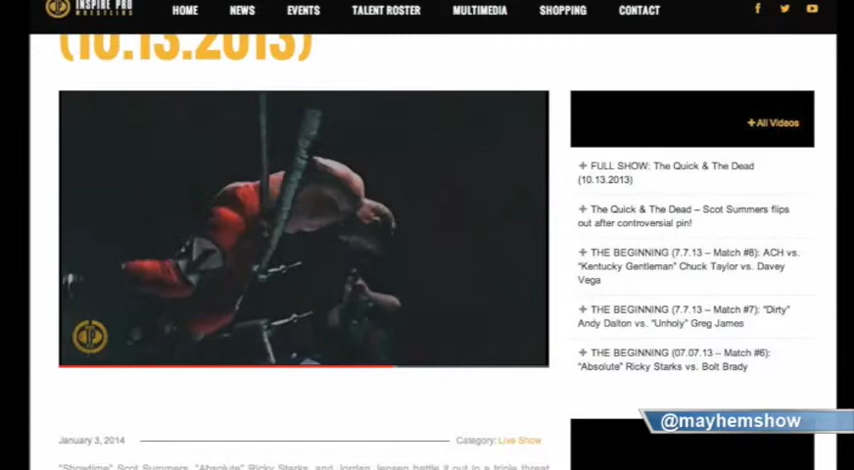 INSPIRE PRO
WRESTLING
HOME NEWS EVENTS TALENT ROSTER MULTIMEDIA SHOPPING CONTACT
(10.13.2013)
+ All Videos
+ FULL SHOW: The Quick & The Dead
(10.13.2013)
+ The Quick & The Dead – Scot Summers flips
out after controversial pin!
+ THE BEGINNING (7.7.13 – Match #8): ACH vs.
"Kentucky Gentleman" Chuck Taylor vs. Davey
Vega
+ THE BEGINNING (7.7.13 – Match #7): "Dirty"
Andy Dalton vs. "Unholy" Greg James
+ THE BEGINNING (07.07.13 – Match #6):
"Absolute" Ricky Starks vs. Bolt Brady
@mayhemshow
January 3, 2014
Category: Live Show
"Showtime" Scot Summers, "Absolute" Ricky Starks, and Jordan Jensen battle it out in a triple threat